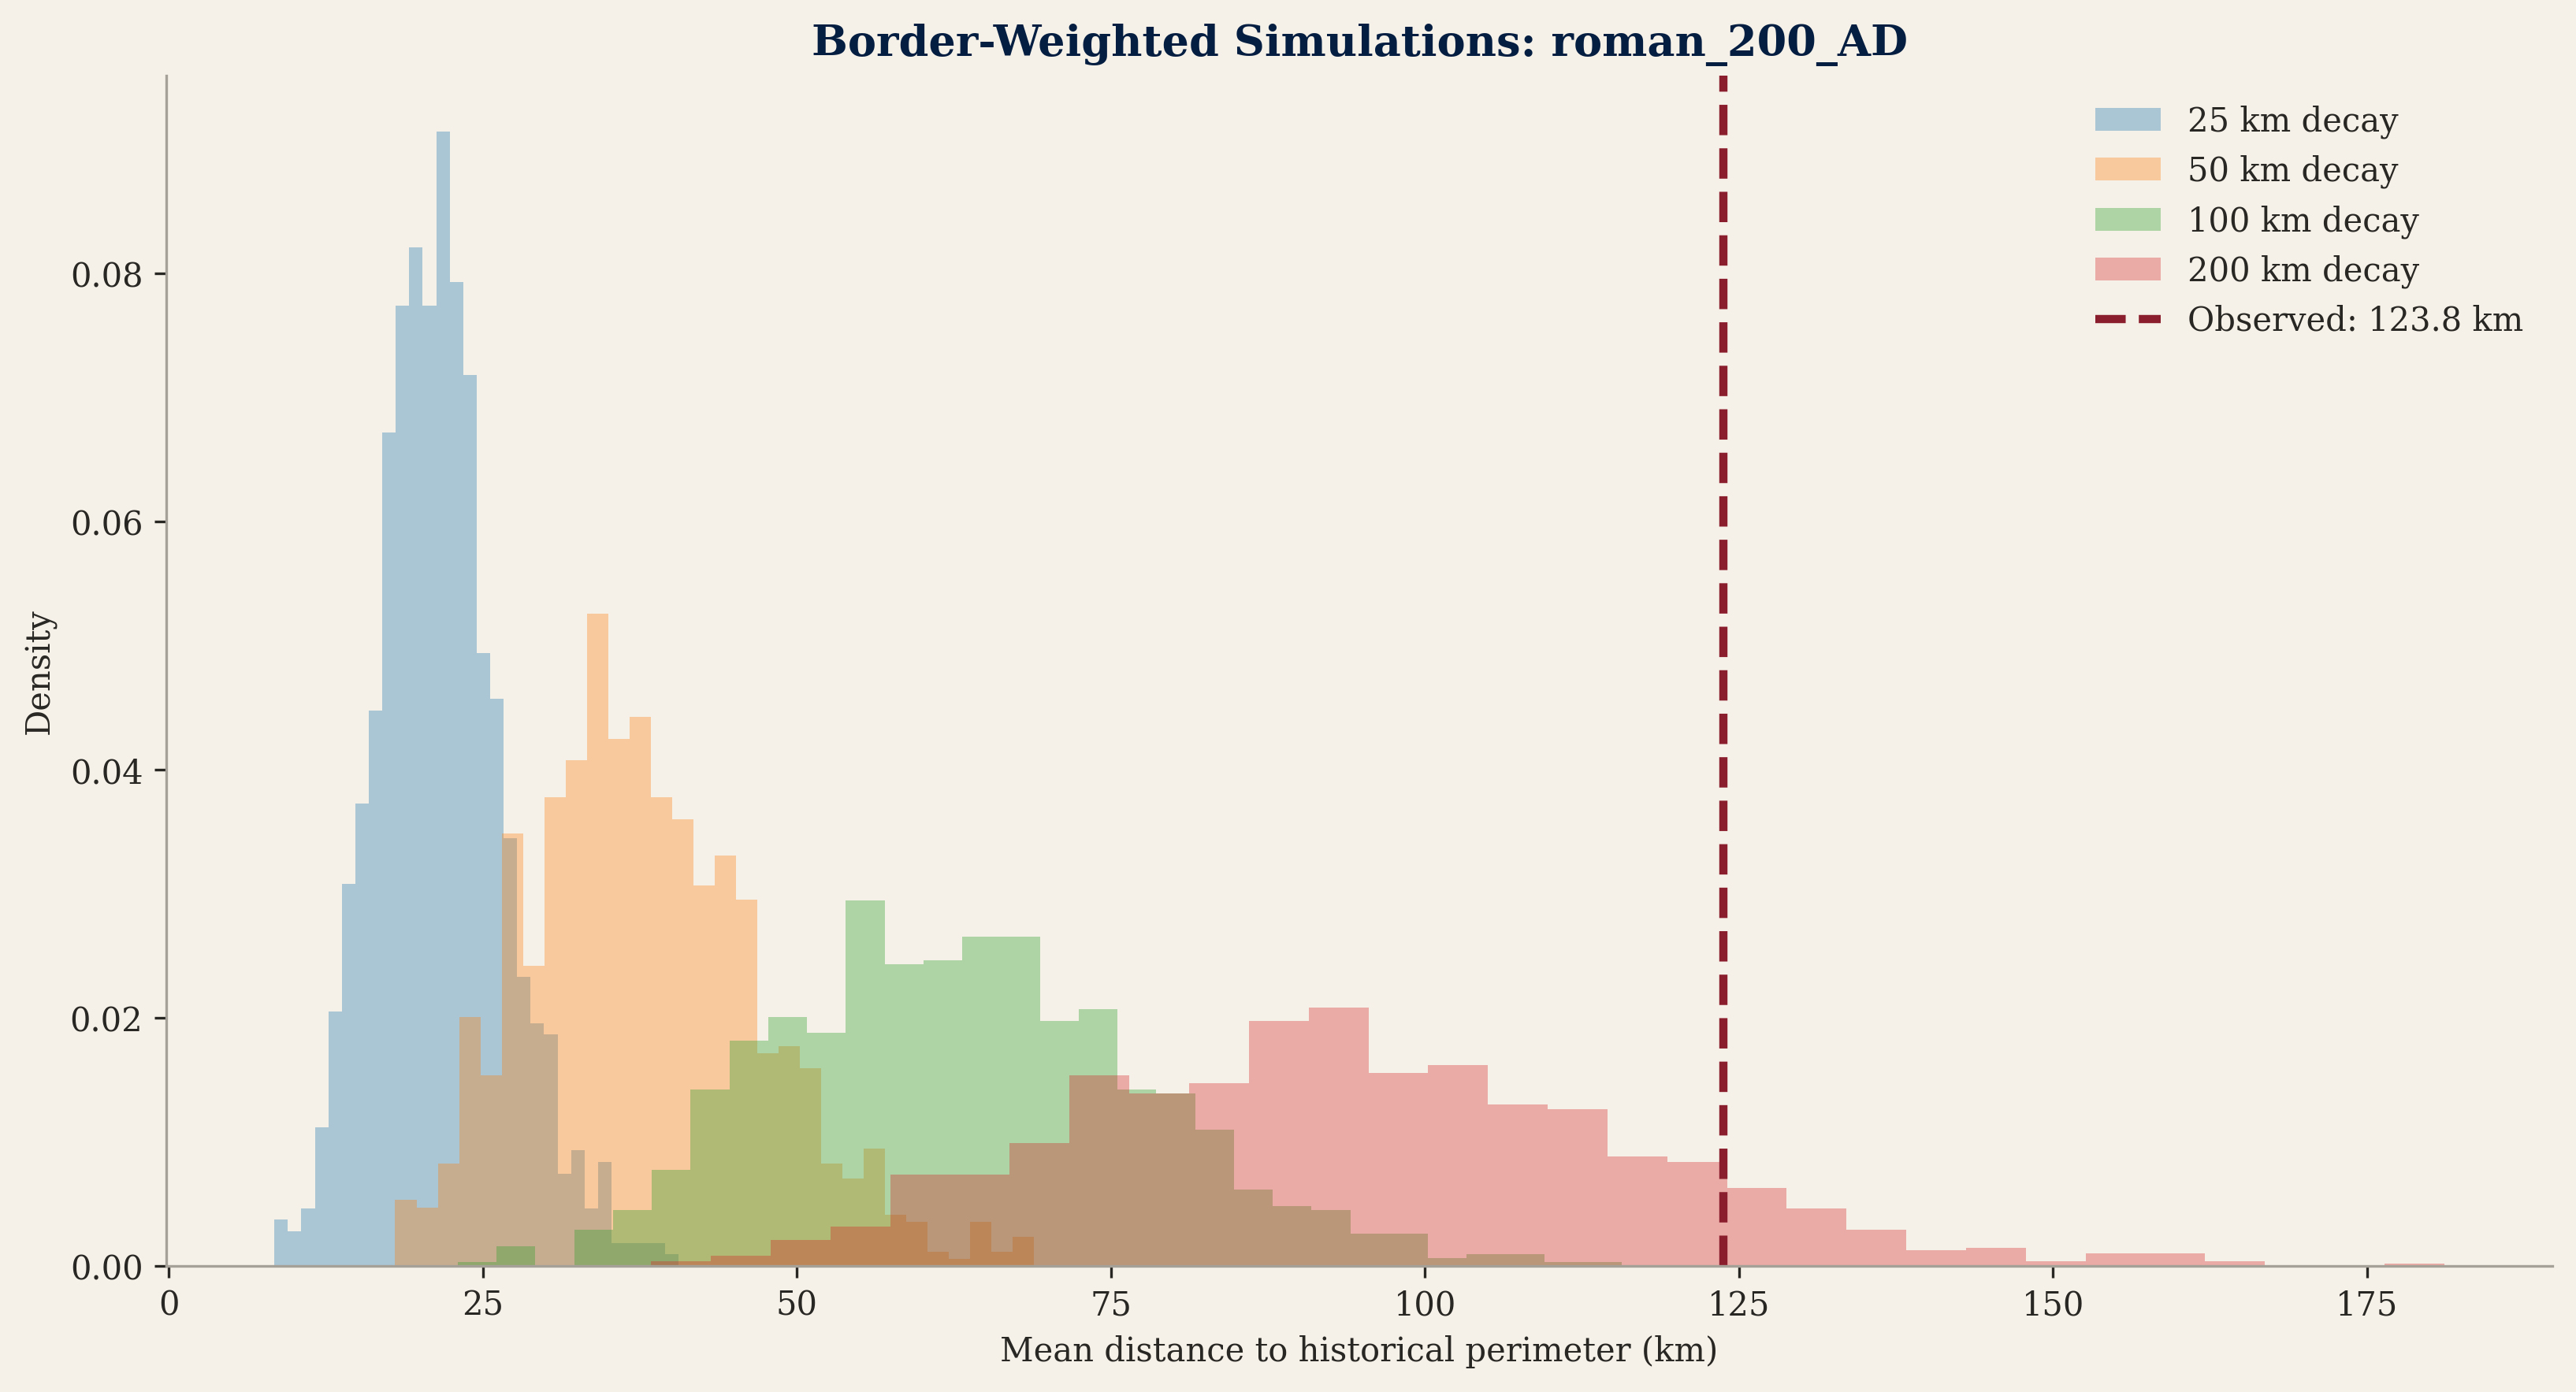 Border-Weighted Simulations: roman_200_AD
25 km decay
50 km decay
100 km decay
200 km decay
Observed: 123.8 km
Density
0.08
0.06
0.04
0.02
0.00
0 25 50 75 100 125 150 175
Mean distance to historical perimeter (km)